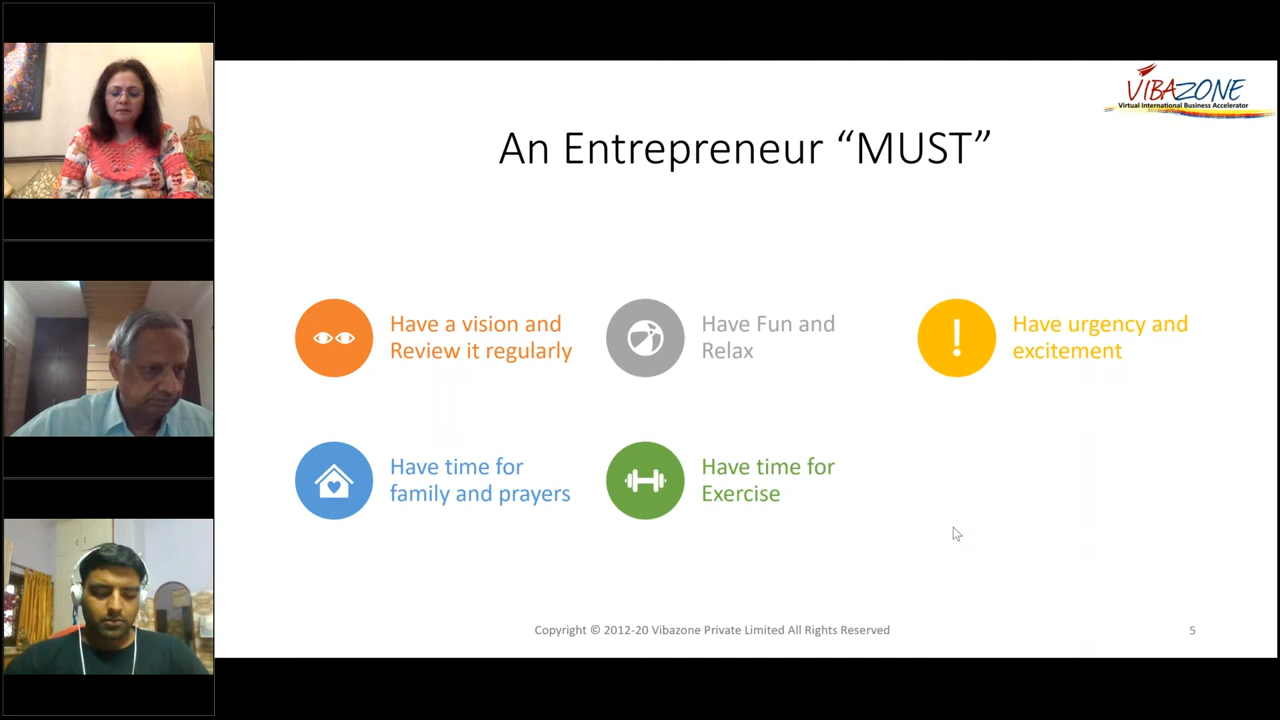 VIBAZONE
Virtual International Business Accelerator
An Entrepreneur “MUST”
Have a vision and
Review it regularly
Have Fun and
Relax
!
Have urgency and
excitement
Have time for
family and prayers
Have time for
Exercise
Copyright © 2012-20 Vibazone Private Limited All Rights Reserved
5